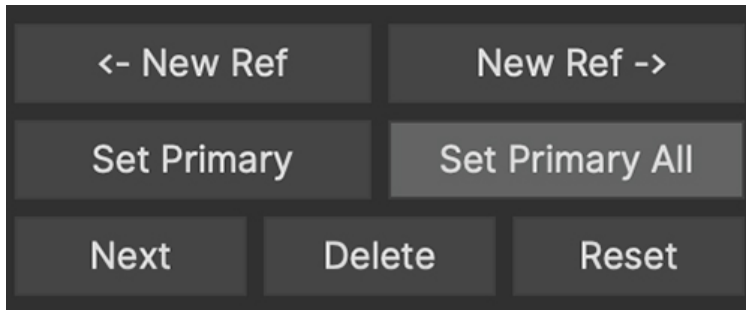 <- New Ref New Ref ->
Set Primary Set Primary All
Next Delete Reset